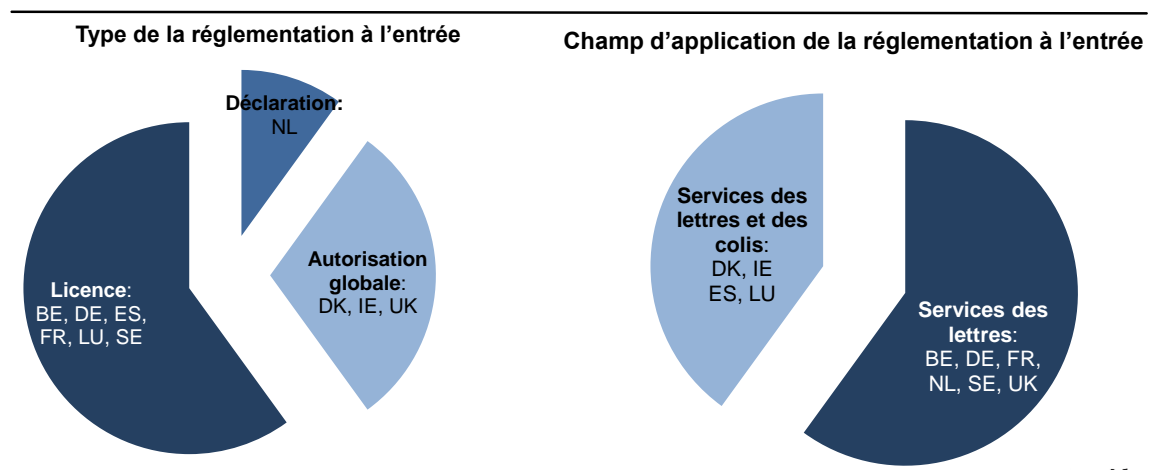 Type de la réglementation à l’entrée
Déclaration:
NL
Autorisation
globale:
DK, IE, UK
Licence:
BE, DE, ES,
FR, LU, SE
Champ d’application de la réglementation à l’entrée
Services des
lettres et des
colis:
DK, IE
ES, LU
Services des
lettres:
BE, DE, FR,
NL, SE, UK